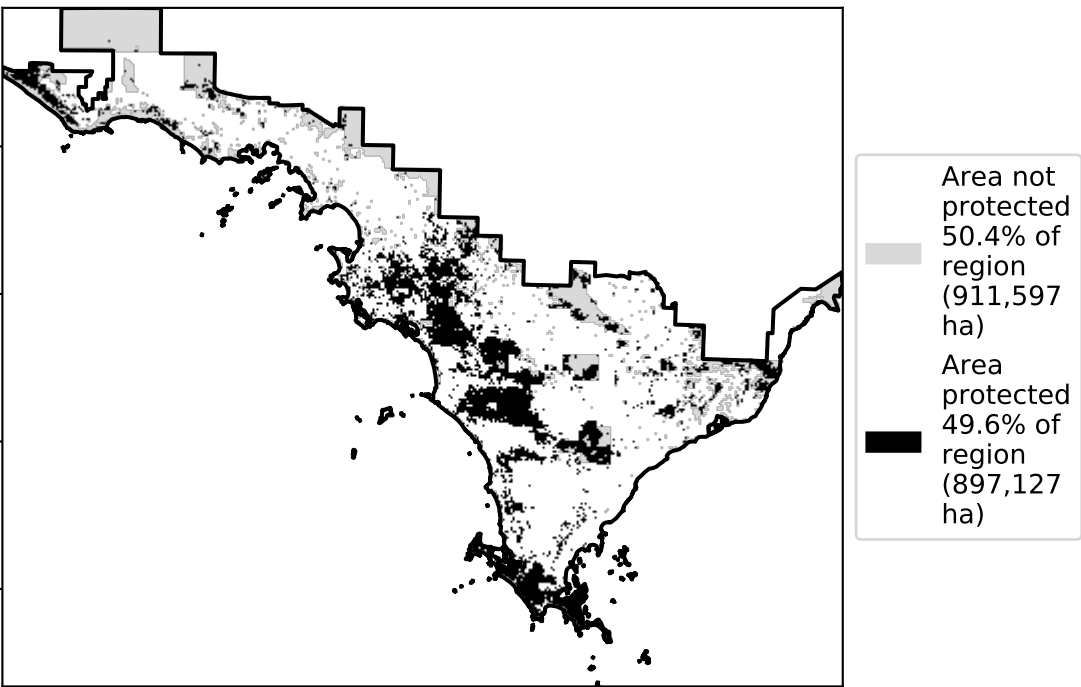 Area not
protected
50.4% of
region
(911,597
ha)
Area
protected
49.6% of
region
(897,127
ha)